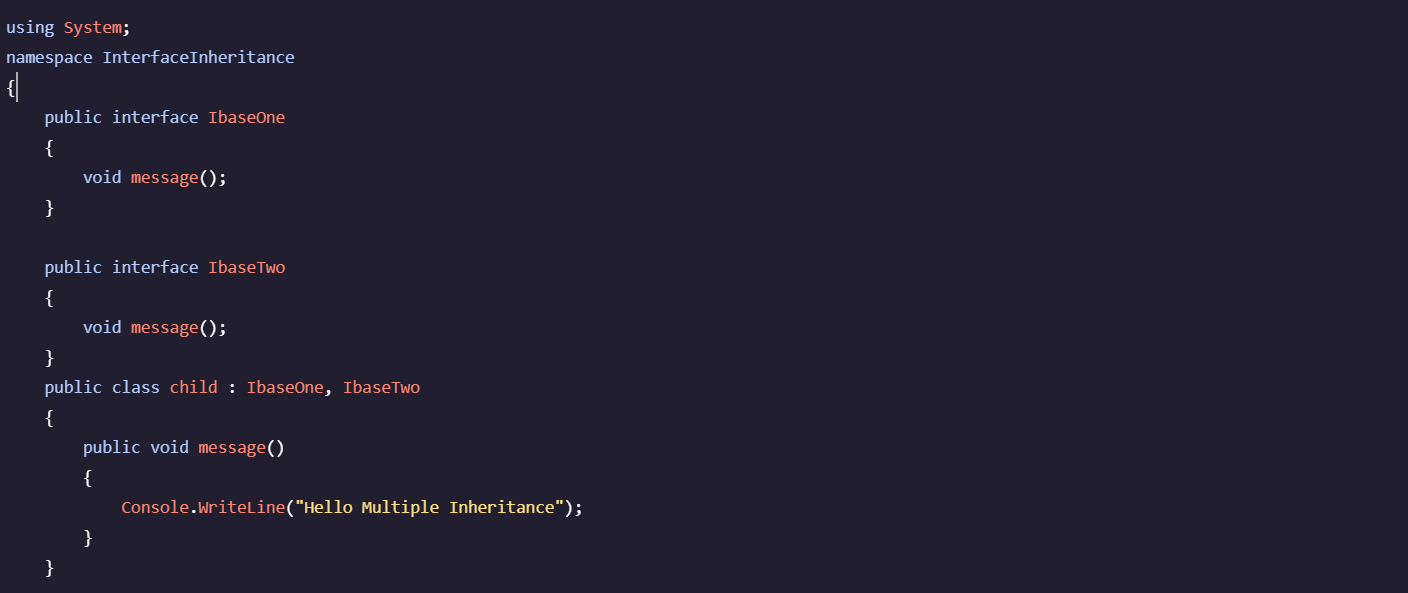 using System;
namespace InterfaceInheritance
{
    public interface IbaseOne
    {
        void message();
    }

    public interface IbaseTwo
    {
        void message();
    }
    public class child : IbaseOne, IbaseTwo
    {
        public void message()
        {
            Console.WriteLine("Hello Multiple Inheritance");
        }
    }